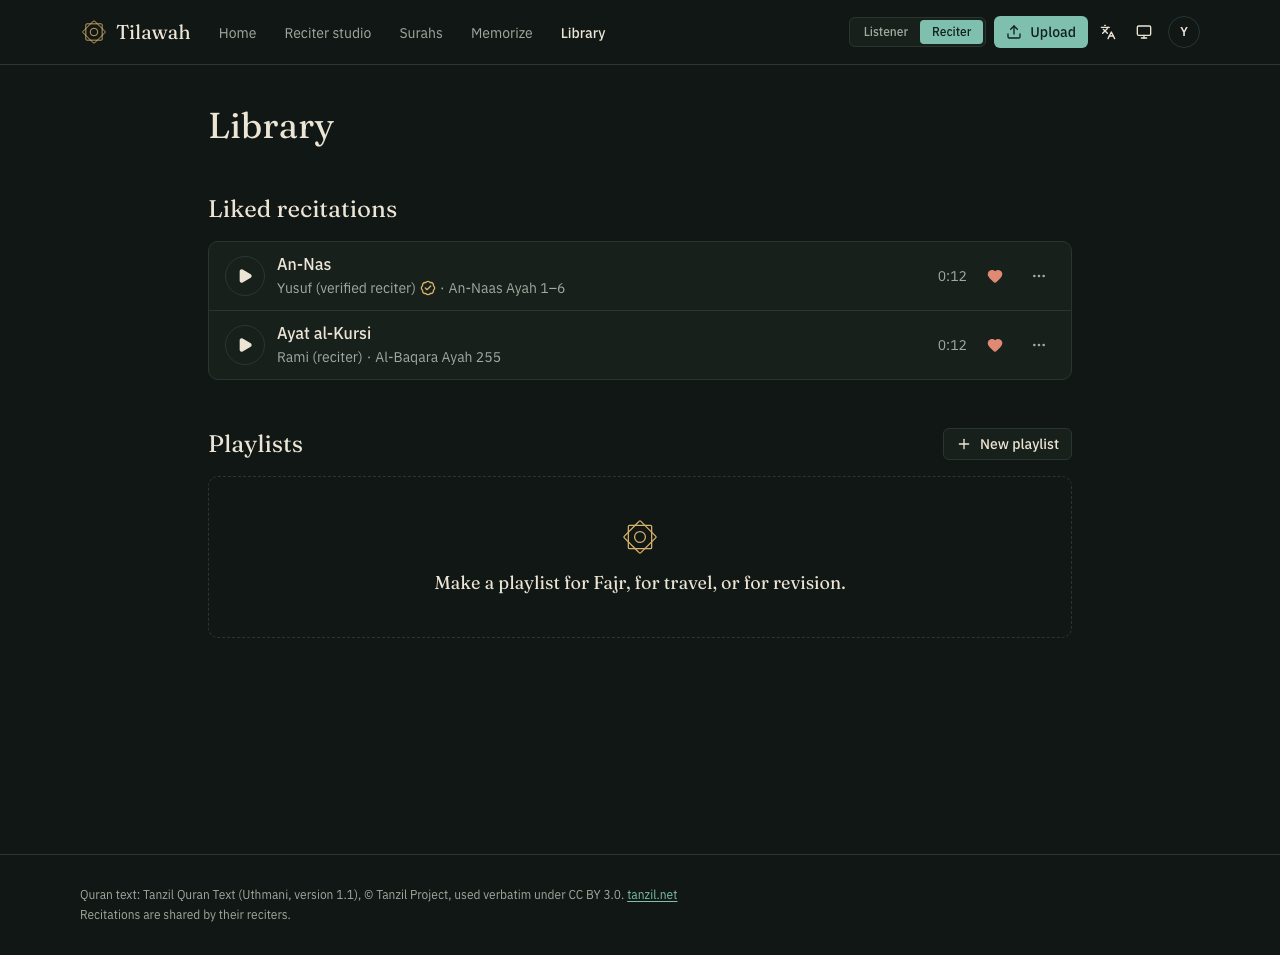 Tilawah
Home
Reciter studio
Surahs
Memorize
Library
Listener
Reciter
Upload
Y
Library
Liked recitations
An-Nas
Yusuf (verified reciter) · An-Naas Ayah 1–6
0:12
Ayat al-Kursi
Rami (reciter) · Al-Baqara Ayah 255
0:12
Playlists
New playlist
Make a playlist for Fajr, for travel, or for revision.
Quran text: Tanzil Quran Text (Uthmani, version 1.1), © Tanzil Project, used verbatim under CC BY 3.0. tanzil.net
Recitations are shared by their reciters.